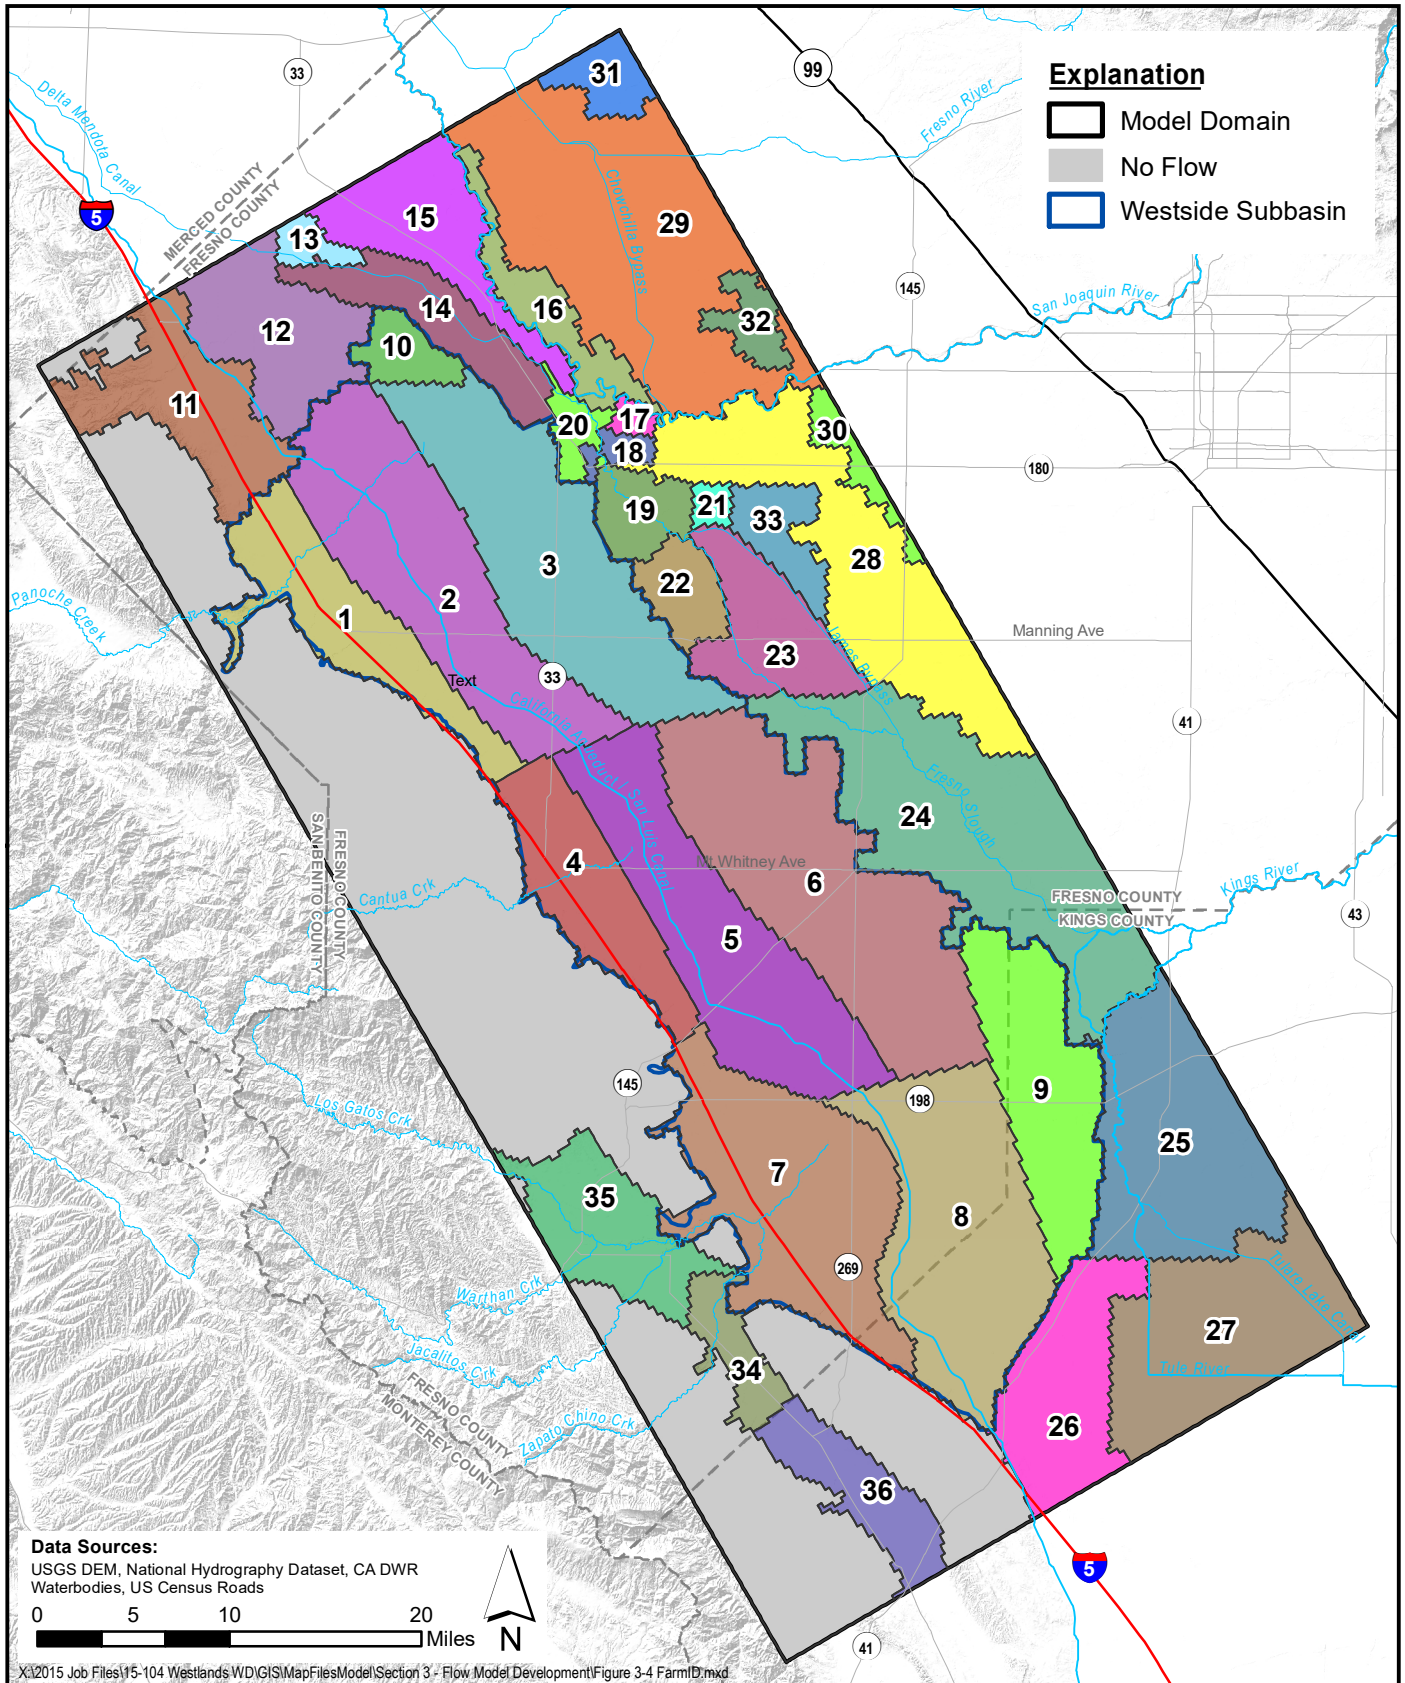 Explanation
Model Domain
No Flow
Westside Subbasin
31
33
99
Fresno River
Delta Mendota Canal
MERCED COUNTY
FRESNO COUNTY
5
15
13
29
Chowchilla Bypass
145
San Joaquin River
12
14
16
32
10
11
20
17
18
30
180
19
21
33
3
28
22
2
1
Panoche Creek
Manning Ave
23
James Bypass
Text
33
California Aqueduct / San Luis Canal
41
Fresno Slough
24
4
Mt Whitney Ave
6
SAN BENITO COUNTY
FRESNO COUNTY
Cantua Crk
Kings River
FRESNO COUNTY
KINGS COUNTY
43
5
145
9
198
Los Gatos Crk
25
7
35
8
269
Warthan Crk
Tulare Lake Canal
27
Jacalitos Crk
Tule River
34
FRESNO COUNTY
MONTEREY COUNTY
Zapato Chino Crk
26
36
5
41
Data Sources:
USGS DEM, National Hydrography Dataset, CA DWR
Waterbodies, US Census Roads
0 5 10 20
Miles
N
X:\2015 Job Files\15-104 Westlands WD\GIS\MapFilesModel\Section 3 - Flow Model Development\Figure 3-4 FarmID.mxd